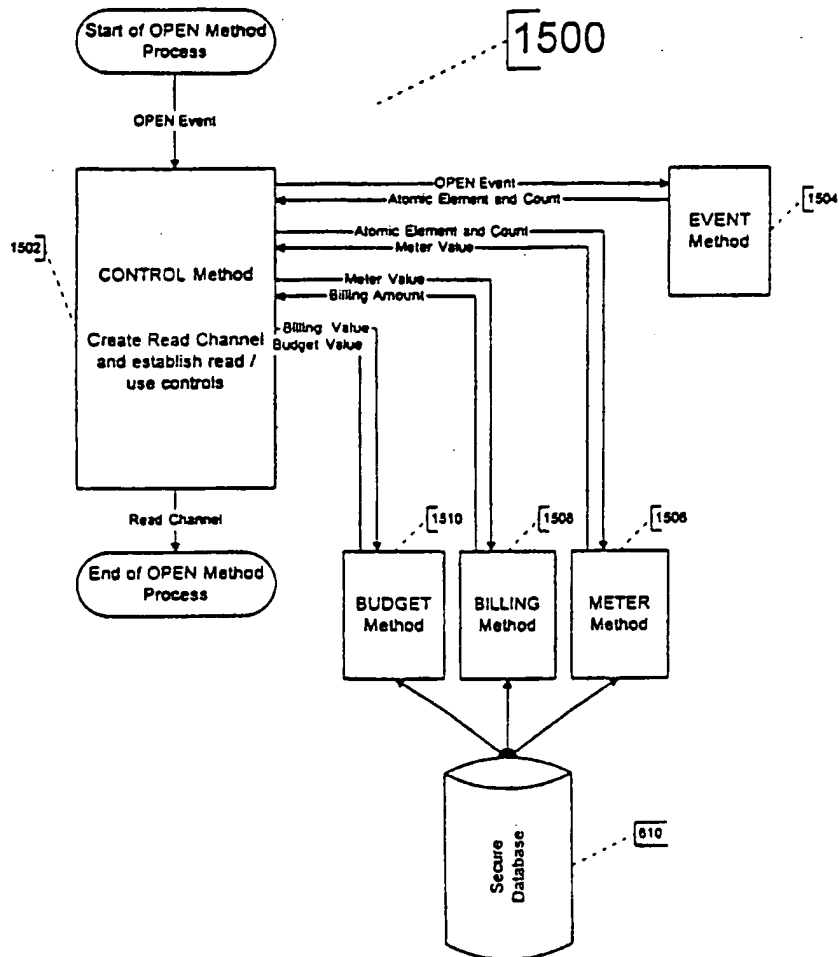 Start of OPEN Method
Process
1500
OPEN Event
OPEN Event
Atomic Element and Count
EVENT
Method
1504
1502
CONTROL Method
Create Read Channel
and establish read /
use controls
Atomic Element and Count
Meter Value
Meter Value
Billing Amount
Billing Value
Budget Value
Read Channel
End of OPEN Method
Process
1510
1508
1506
BUDGET
Method
BILLING
Method
METER
Method
Secure
Database
610